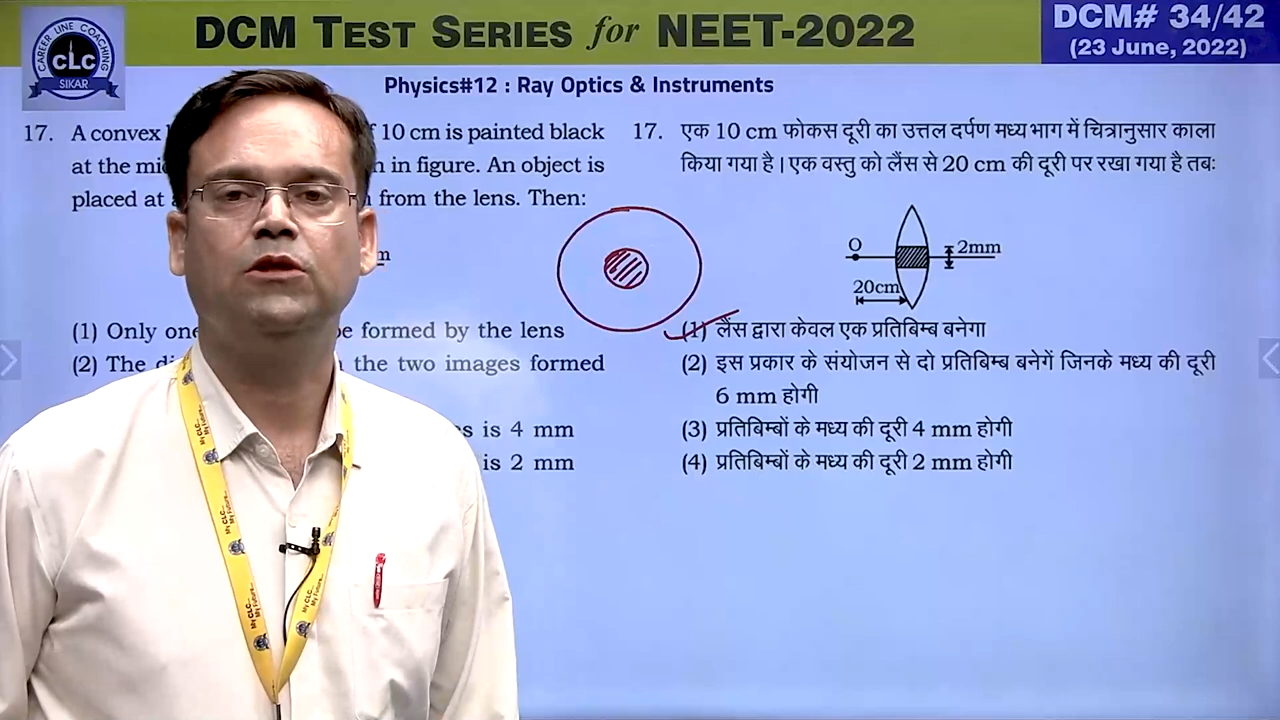 CAREER LINE COACHING
CLC
SIKAR
DCM TEST SERIES for NEET-2022
DCM# 34/42
(23 June, 2022)
Physics#12 : Ray Optics & Instruments
17. A convex 10 cm is painted black
at the in figure. An object is
placed at from the lens. Then:
(1) Only formed by the lens
(2) The the two images formed
is 4 mm
is 2 mm
17. एक 10 cm फोकस दूरी का उत्तल दर्पण मध्य भाग में चित्रानुसार काला
किया गया है। एक वस्तु को लैंस से 20 cm की दूरी पर रखा गया है तबः
O
2mm
20cm
(1) लैंस द्वारा केवल एक प्रतिबिम्ब बनेगा
(2) इस प्रकार के संयोजन से दो प्रतिबिम्ब बनेगें जिनके मध्य की दूरी
6 mm होगी
(3) प्रतिबिम्बों के मध्य की दूरी 4 mm होगी
(4) प्रतिबिम्बों के मध्य की दूरी 2 mm होगी
My CLC...
My Future...